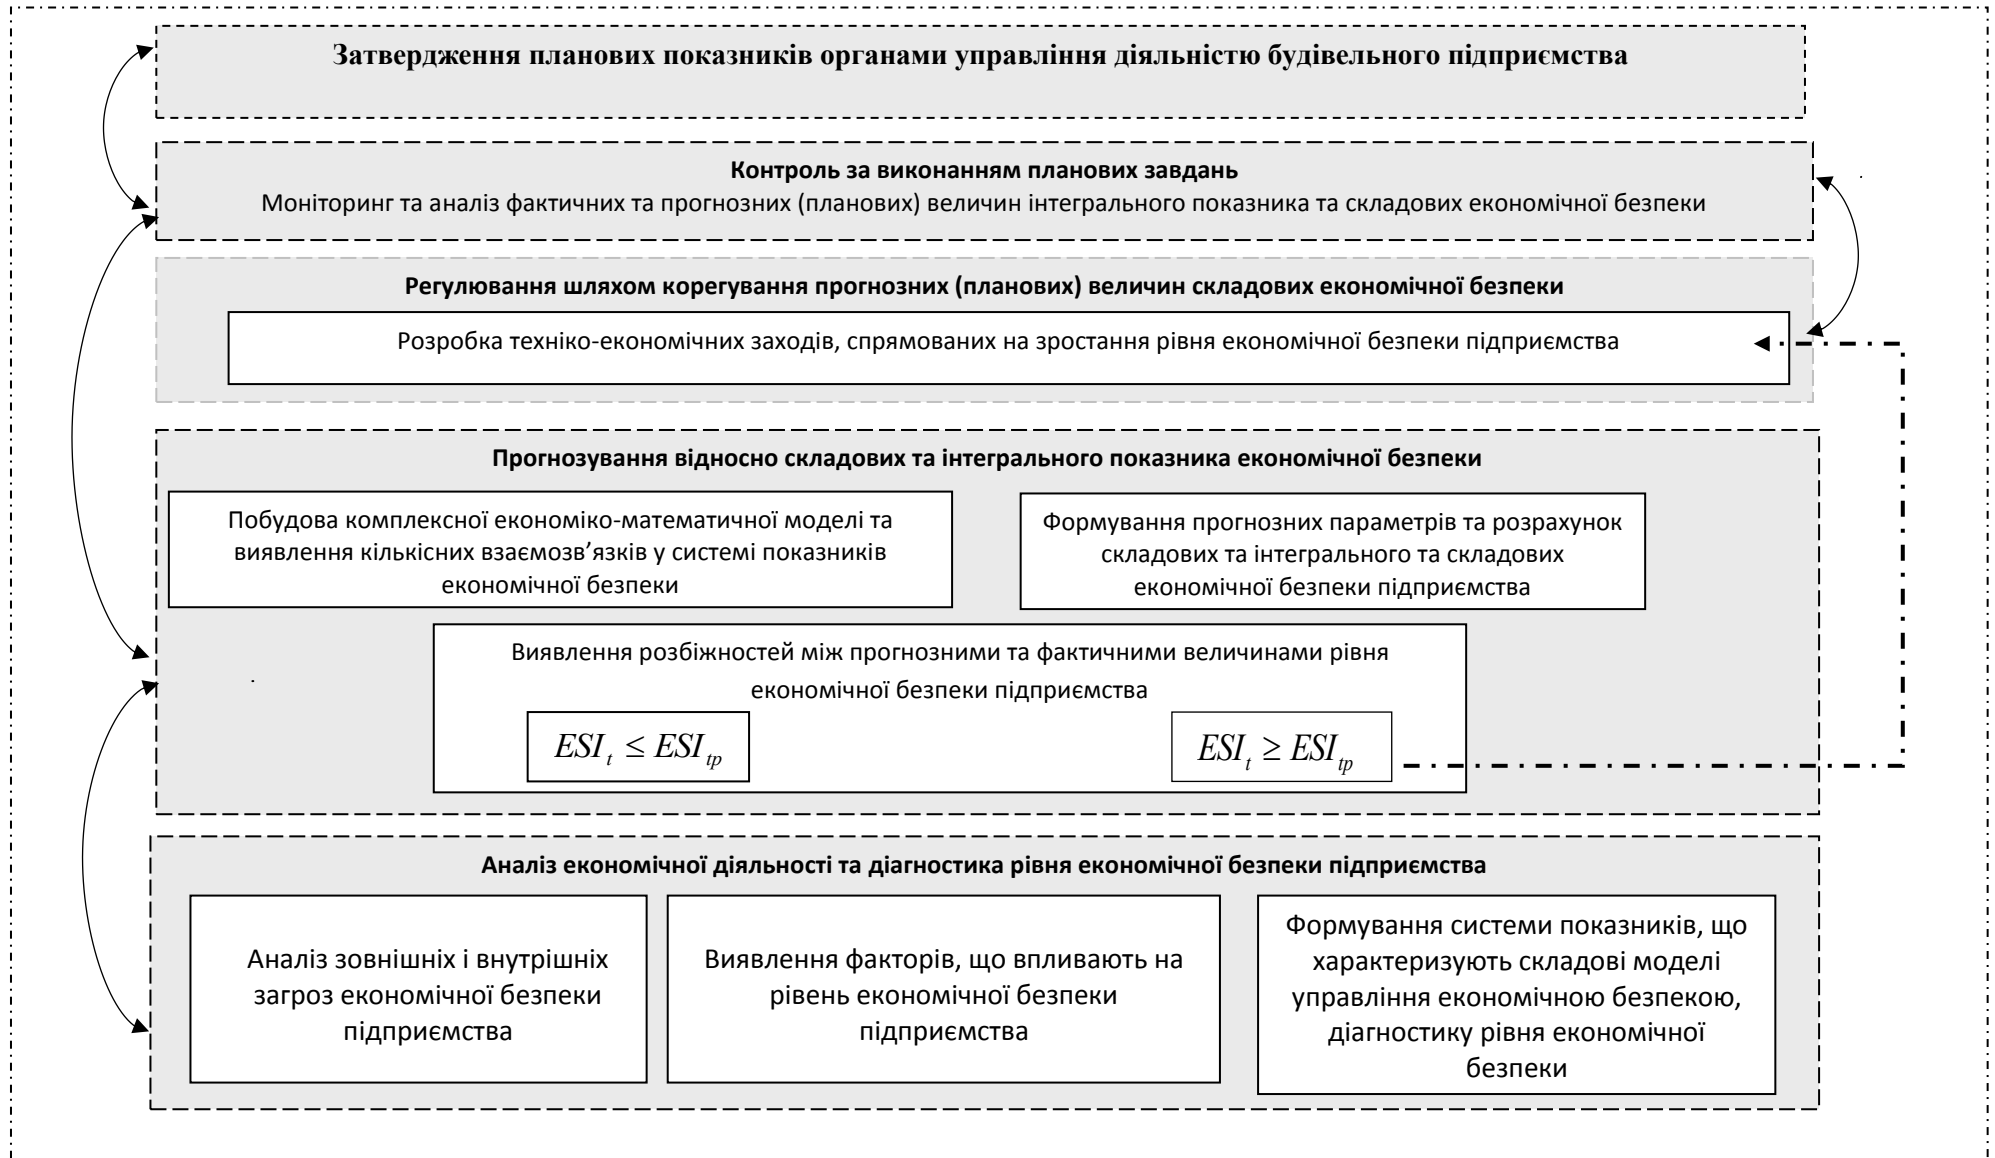 Затвердження планових показників органами управління діяльністю будівельного підприємства
Контроль за виконанням планових завдань
Моніторинг та аналіз фактичних та прогнозних (планових) величин інтегрального показника та складових економічної безпеки
Регулювання шляхом корегування прогнозних (планових) величин складових економічної безпеки
Розробка техніко-економічних заходів, спрямованих на зростання рівня економічної безпеки підприємства
Прогнозування відносно складових та інтегрального показника економічної безпеки
Побудова комплексної економіко-математичної моделі та
виявлення кількісних взаємозв’язків у системі показників
економічної безпеки
Формування прогнозних параметрів та розрахунок
складових та інтегрального та складових
економічної безпеки підприємства
Виявлення розбіжностей між прогнозними та фактичними величинами рівня
економічної безпеки підприємства
ESI_t ≤ ESI_tp
ESI_t ≥ ESI_tp
Аналіз економічної діяльності та діагностика рівня економічної безпеки підприємства
Аналіз зовнішніх і внутрішніх
загроз економічної безпеки
підприємства
Виявлення факторів, що впливають на
рівень економічної безпеки
підприємства
Формування системи показників, що
характеризують складові моделі
управління економічною безпекою,
діагностику рівня економічної
безпеки